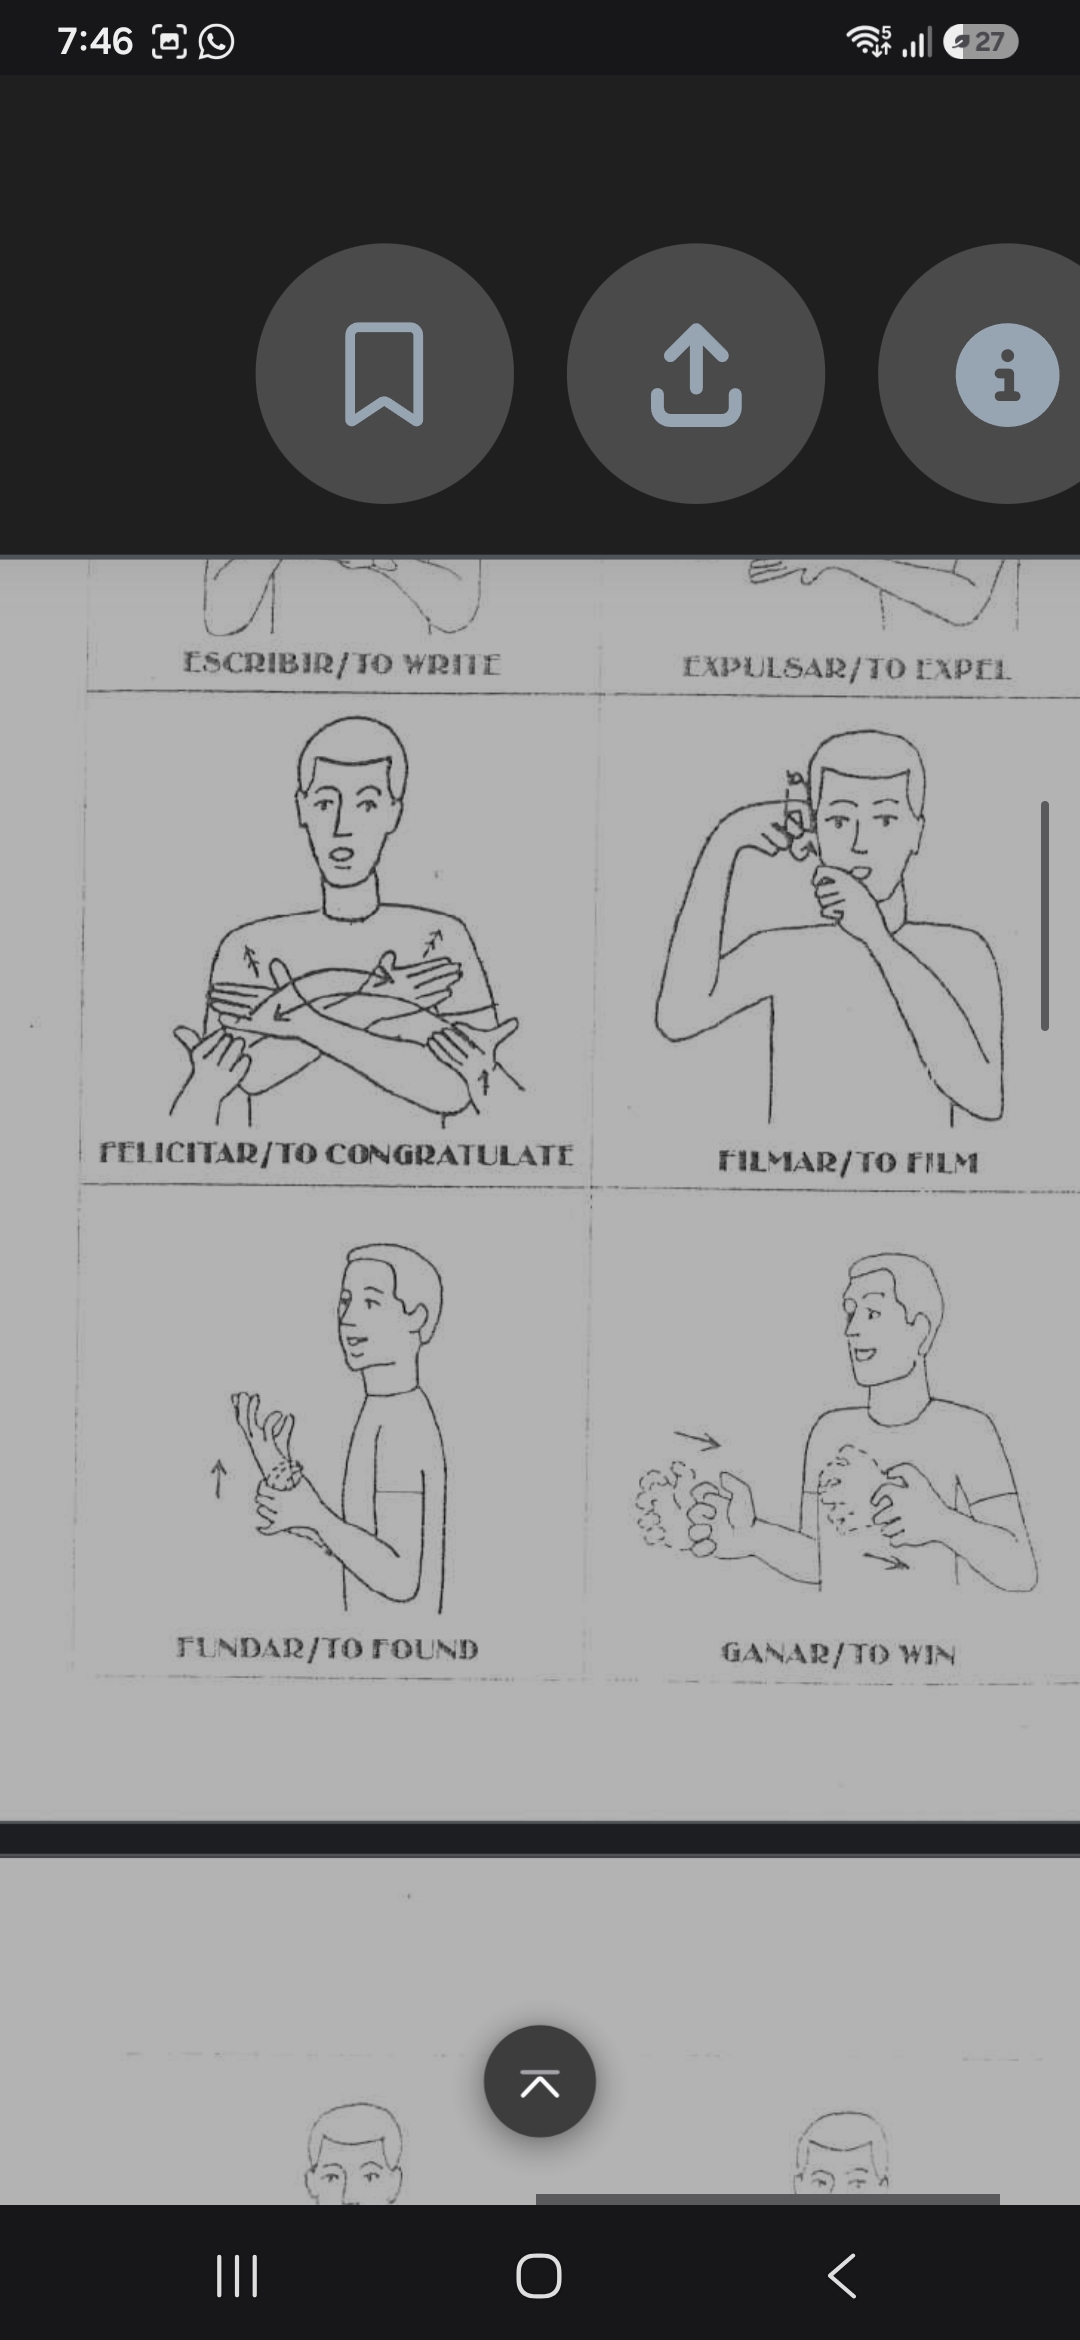 7:46
5
27
ESCRIBIR/TO WRITE
EXPULSAR/TO EXPEL
FELICITAR/TO CONGRATULATE
FILMAR/TO FILM
FUNDAR/TO FOUND
GANAR/TO WIN